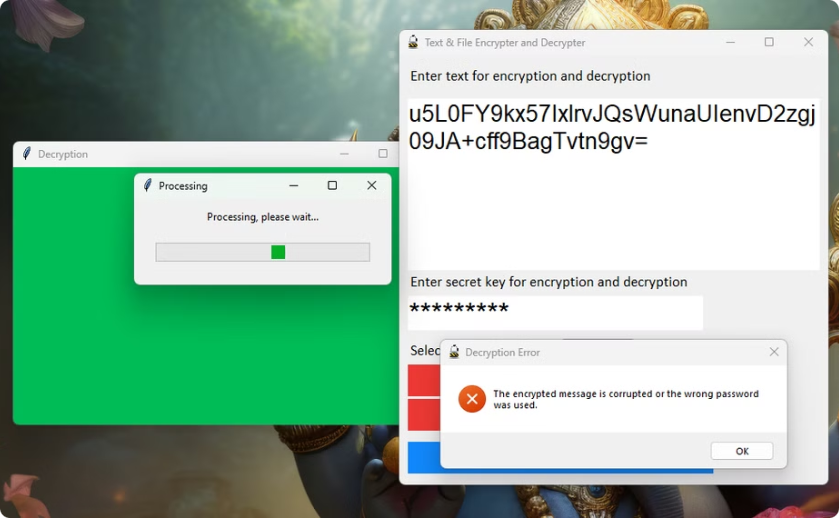 Text & File Encrypter and Decrypter
Enter text for encryption and decryption
u5L0FY9kx57IxlrvJQsWunaUIenvD2zgj
09JA+cff9BagTvtn9gv=
Decryption
Processing
Processing, please wait...
Enter secret key for encryption and decryption
*********
Selec
Decryption Error
The encrypted message is corrupted or the wrong password
was used.
OK